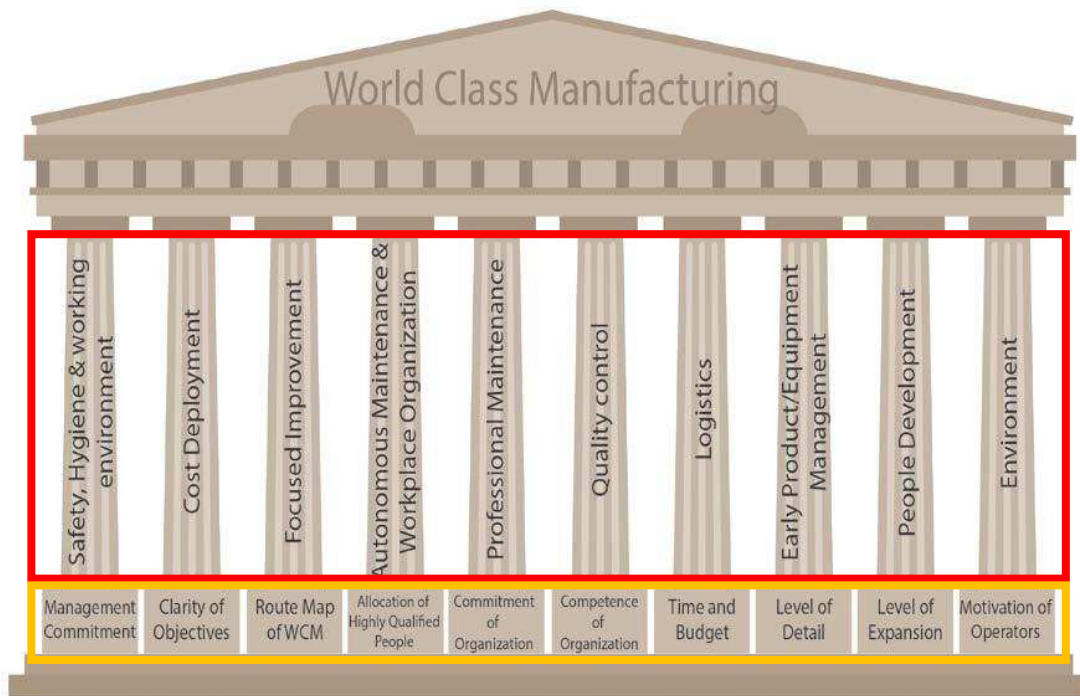 World Class Manufacturing
Safety, Hygiene & working
environment
Cost Deployment
Focused Improvement
Autonomous Maintenance &
Workplace Organization
Professional Maintenance
Quality control
Logistics
Early Product/Equipment
Management
People Development
Environment
Management
Commitment
Clarity of
Objectives
Route Map
of WCM
Allocation of
Highly Qualified
People
Commitment
of
Organization
Competence
of
Organization
Time and
Budget
Level of
Detail
Level of
Expansion
Motivation of
Operators